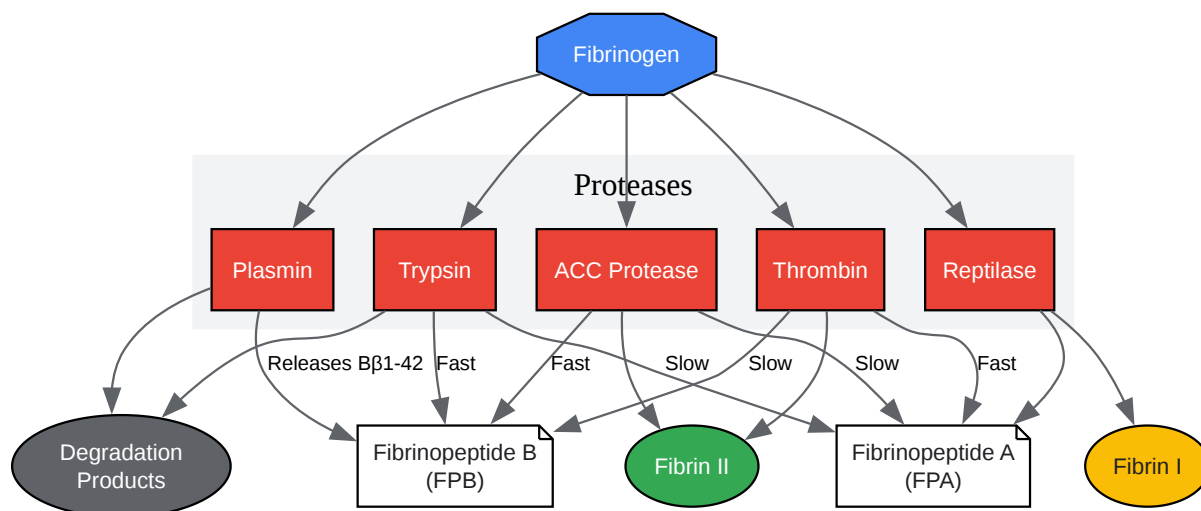 Fibrinogen
Proteases
Plasmin
Trypsin
ACC Protease
Thrombin
Reptilase
Releases Bβ1-42
Fast
Fast
Slow
Slow
Slow
Fast
Degradation
Products
Fibrinopeptide B
(FPB)
Fibrin II
Fibrinopeptide A
(FPA)
Fibrin I